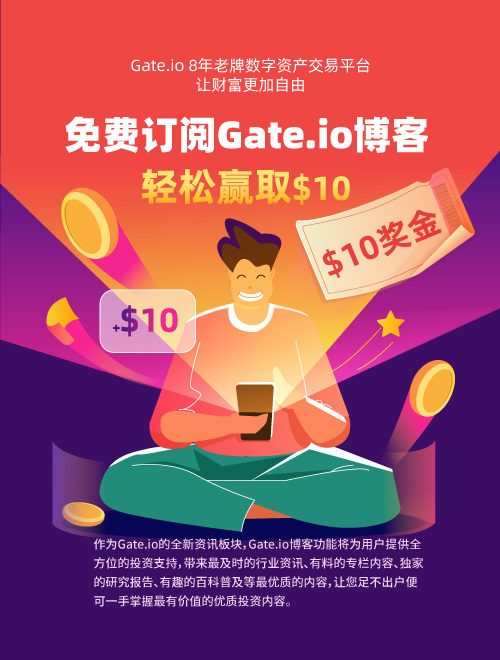 Gate.io 8年老牌数字资产交易平台
让财富更加自由
免费订阅Gate.io博客
轻松赢取$10
$10奖金
+$10
作为Gate.io的全新资讯板块，Gate.io博客功能将为用户提供全
方位的投资支持，带来最及时的行业资讯、有料的专栏内容、独家
的研究报告、有趣的百科普及等最优质的内容，让您足不出户便
可一手掌握最有价值的优质投资内容。